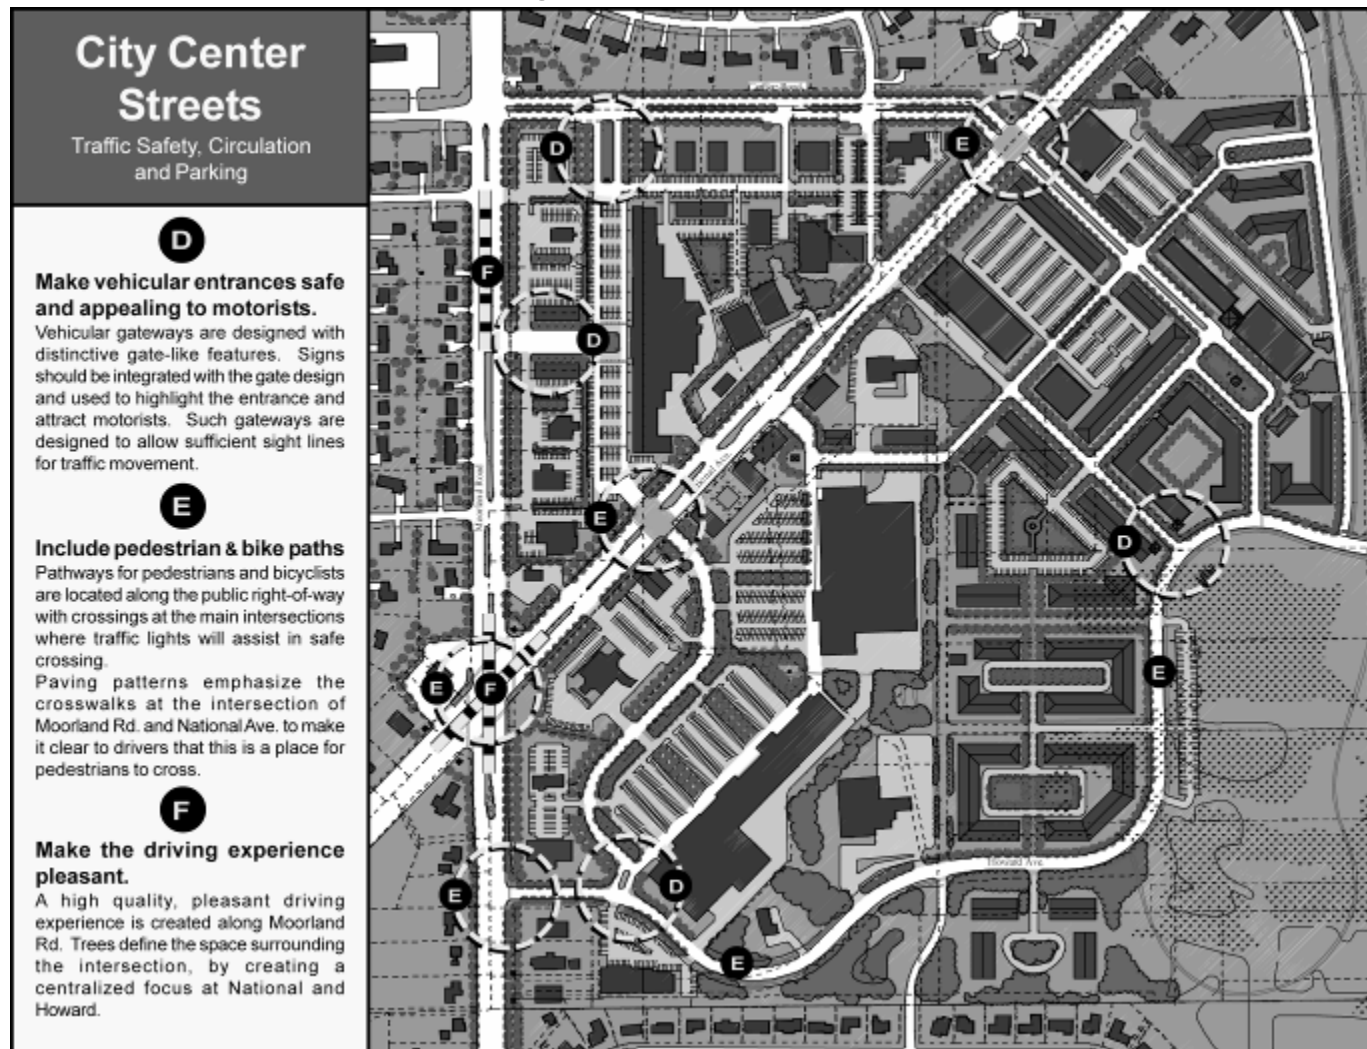 City Center
Streets
Traffic Safety, Circulation
and Parking
D
Make vehicular entrances safe
and appealing to motorists.
Vehicular gateways are designed with
distinctive gate-like features. Signs
should be integrated with the gate design
and used to highlight the entrance and
attract motorists. Such gateways are
designed to allow sufficient sight lines
for traffic movement.
E
Include pedestrian & bike paths
Pathways for pedestrians and bicyclists
are located along the public right-of-way
with crossings at the main intersections
where traffic lights will assist in safe
crossing.
Paving patterns emphasize the
crosswalks at the intersection of
Moorland Rd. and National Ave. to make
it clear to drivers that this is a place for
pedestrians to cross.
F
Make the driving experience
pleasant.
A high quality, pleasant driving
experience is created along Moorland
Rd. Trees define the space surrounding
the intersection, by creating a
centralized focus at National and
Howard.
D
E
F
D
Moorland Road
E
D
E
F
E
E
D
Howard Ave.
E